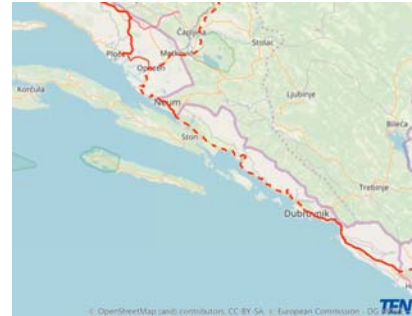 Čapljina
Stolac
Metković
Ploče
Opuzen
Korčula
Neum
Ljubinje
Bileća
Ston
Trebinje
Dubrovnik
TEN
© OpenStreetMap (and) contributors, CC-BY-SA, © European Commission - DG